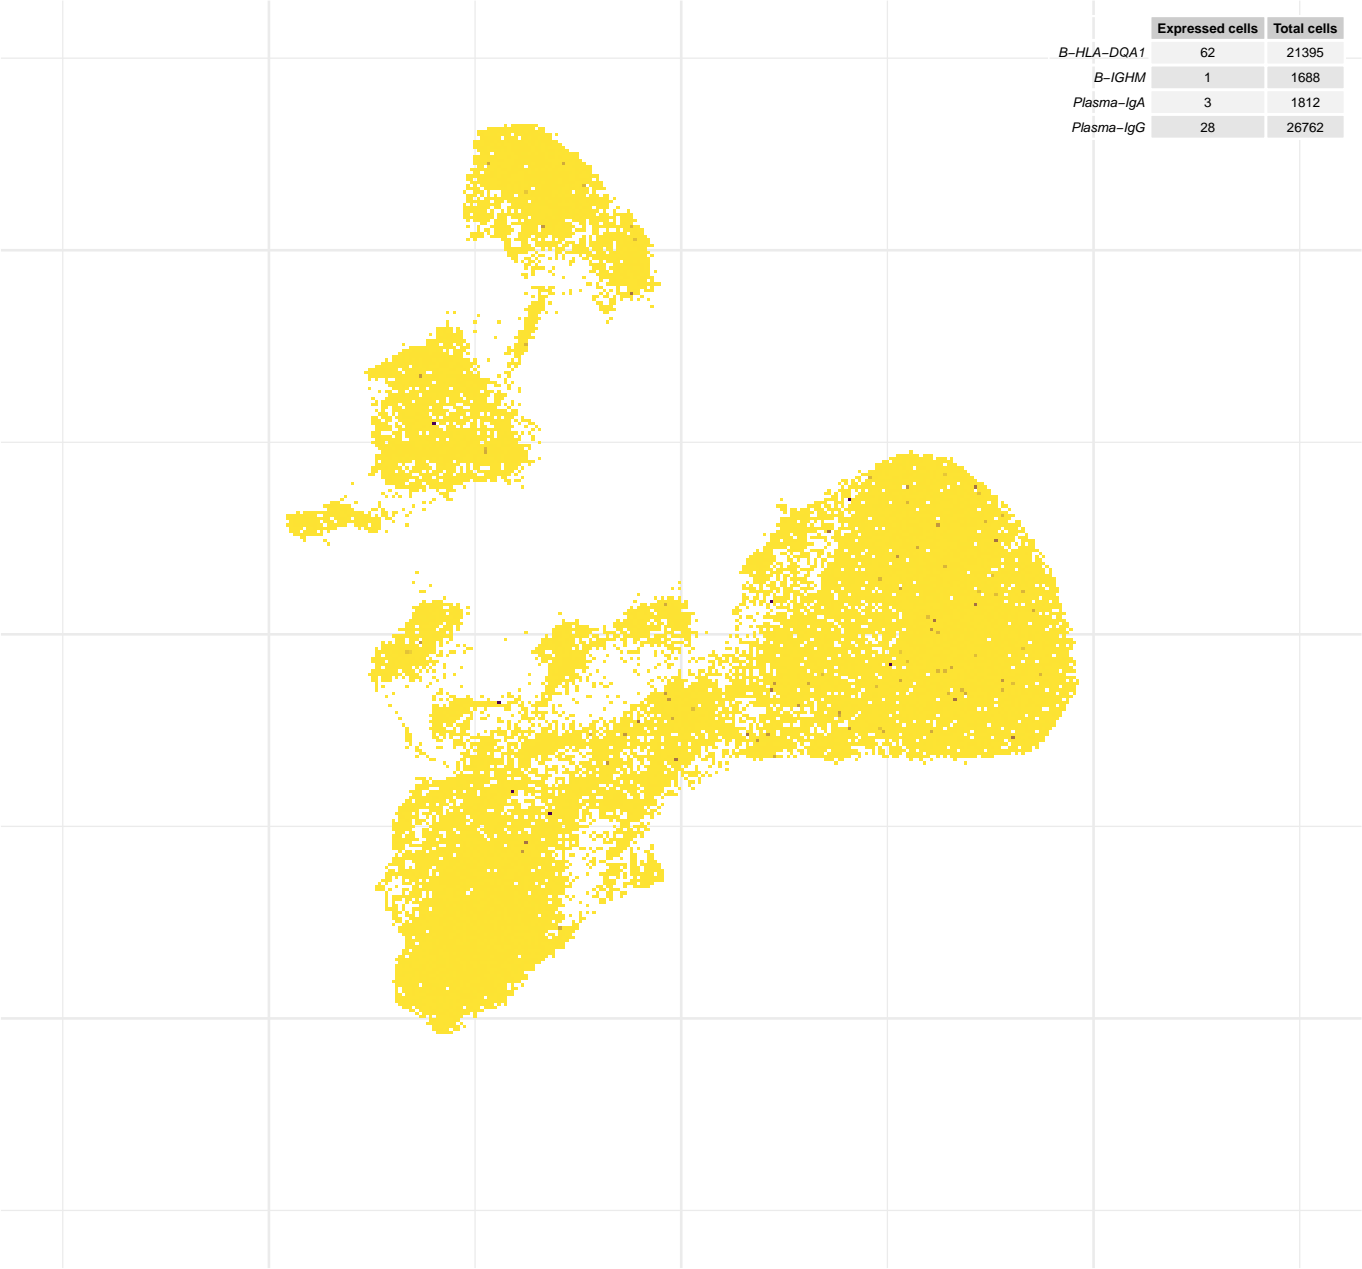 Expressed cells Total cells
B−HLA−DQA1 62 21395
B−IGHM 1 1688
Plasma−IgA 3 1812
Plasma−IgG 28 26762